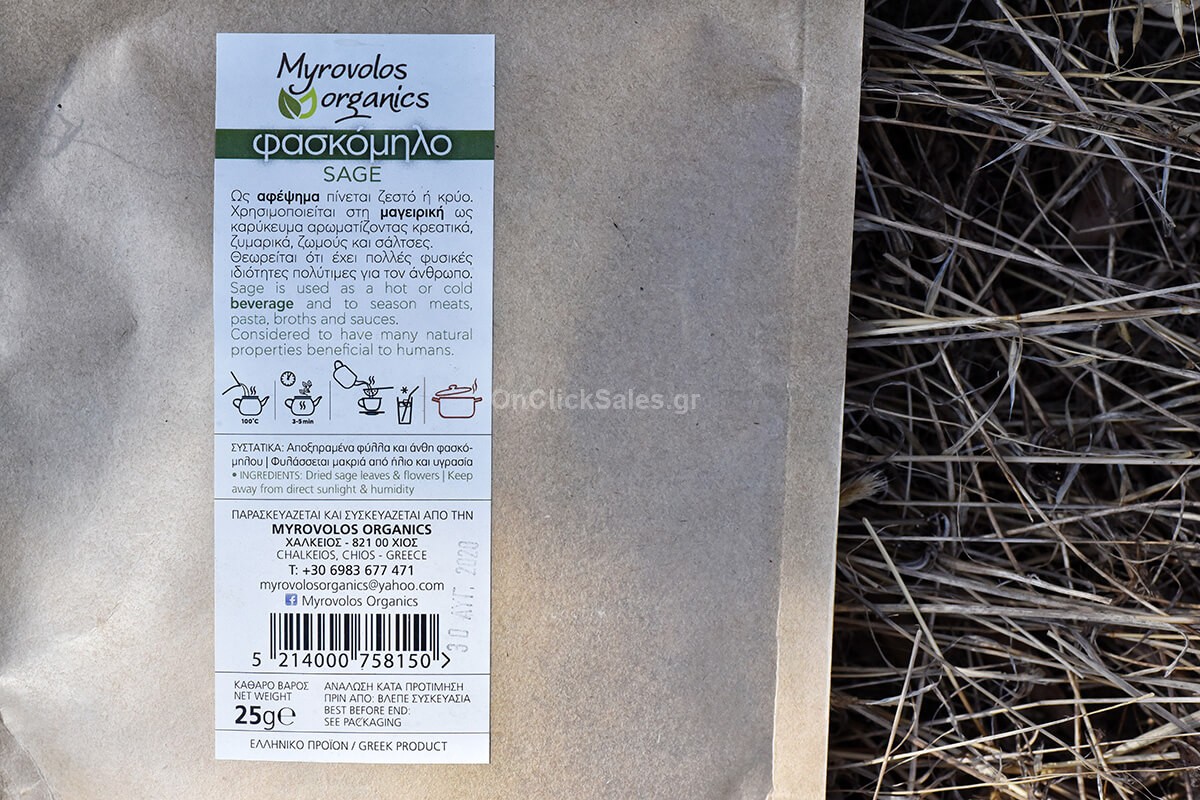 Myrovolos
organics
φασκόμηλο
SAGE
Ως αφέψημα πίνεται ζεστό ή κρύο.
Χρησιμοποιείται στη μαγειρική ως
καρύκευμα αρωματίζοντας κρεατικά,
ζυμαρικά, ζωμούς και σάλτσες.
Θεωρείται ότι έχει πολλές φυσικές
ιδιότητες πολύτιμες για τον άνθρωπο.
Sage is used as a hot or cold
beverage and to season meats,
pasta, broths and sauces.
Considered to have many natural
properties beneficial to humans.
100°C
3-5 min
OnClickSales.gr
ΣΥΣΤΑΤΙΚΑ: Αποξηραμένα φύλλα και άνθη φασκό-
μηλου | Φυλάσσεται μακριά από ήλιο και υγρασία
• INGREDIENTS: Dried sage leaves & flowers | Keep
away from direct sunlight & humidity
ΠΑΡΑΣΚΕΥΑΖΕΤΑΙ ΚΑΙ ΣΥΣΚΕΥΑΖΕΤΑΙ ΑΠΟ ΤΗΝ
MYROVOLOS ORGANICS
ΧΑΛΚΕΙΟΣ - 821 00 ΧΙΟΣ
CHALKEIOS, CHIOS - GREECE
T: +30 6983 677 471
myrovolosorganics@yahoo.com
Myrovolos Organics
30 ΑΥΓ. 2020
5 214000 758150 >
ΚΑΘΑΡΟ ΒΑΡΟΣ
NET WEIGHT
25g℮
ΑΝΑΛΩΣΗ ΚΑΤΑ ΠΡΟΤΙΜΗΣΗ
ΠΡΙΝ ΑΠΟ: ΒΛΕΠΕ ΣΥΣΚΕΥΑΣΙΑ
BEST BEFORE END:
SEE PACKAGING
ΕΛΛΗΝΙΚΟ ΠΡΟΪΟΝ / GREEK PRODUCT